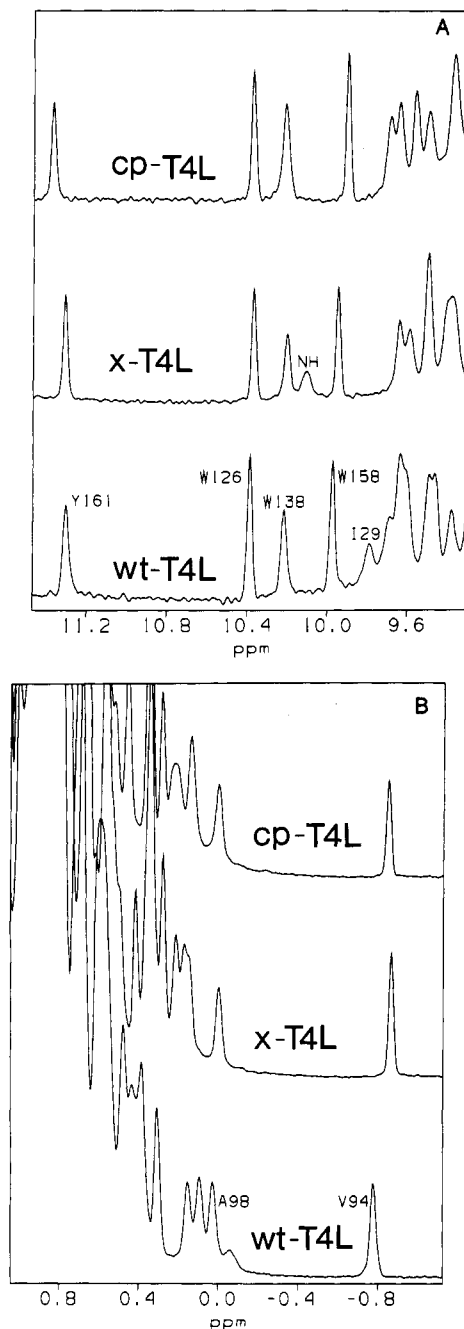 A
cp-T4L
x-T4L
NH
Y161
W126
W138
W158
I29
wt-T4L
11.2 10.8 10.4 10.0 9.6
ppm
B
cp-T4L
x-T4L
A98
V94
wt-T4L
0.8 0.4 0.0 -0.4 -0.8
ppm